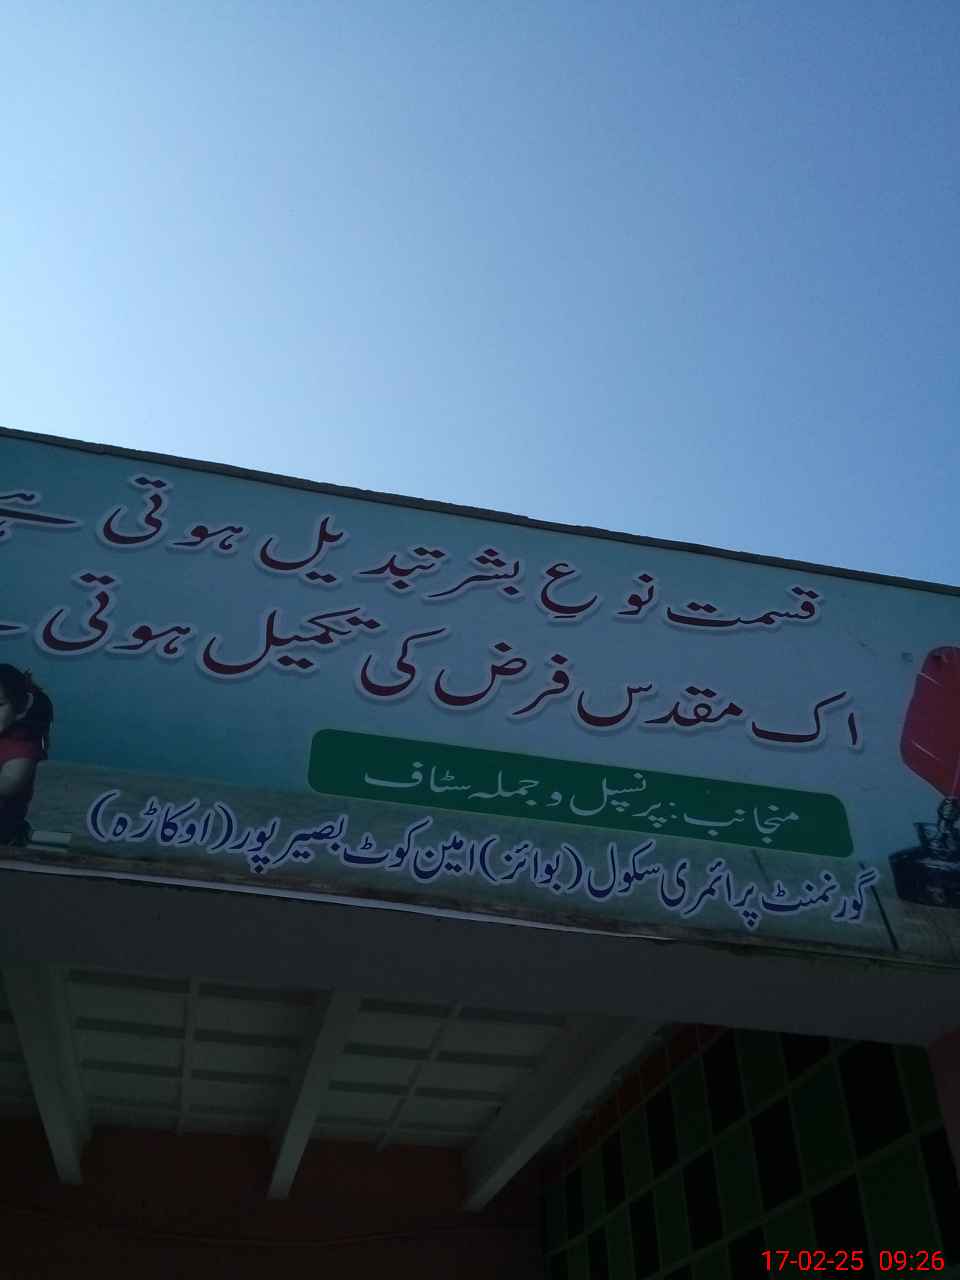 قسمت نوعِ بشر تبدیل ہوتی ہے
اک مقدس فرض کی تکمیل ہوتی
منجانب: پرنسپل و جملہ سٹاف
گورنمنٹ پرائمری سکول (بوائز) امین کوٹ بصیر پور (اوکاڑہ)
17-02-25 09:26